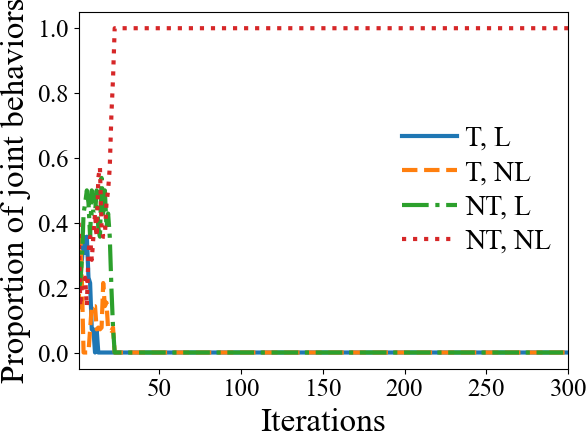 Proportion of joint behaviors
1.0
0.8
0.6
0.4
0.2
0.0
T, L
T, NL
NT, L
NT, NL
50 100 150 200 250 300
Iterations